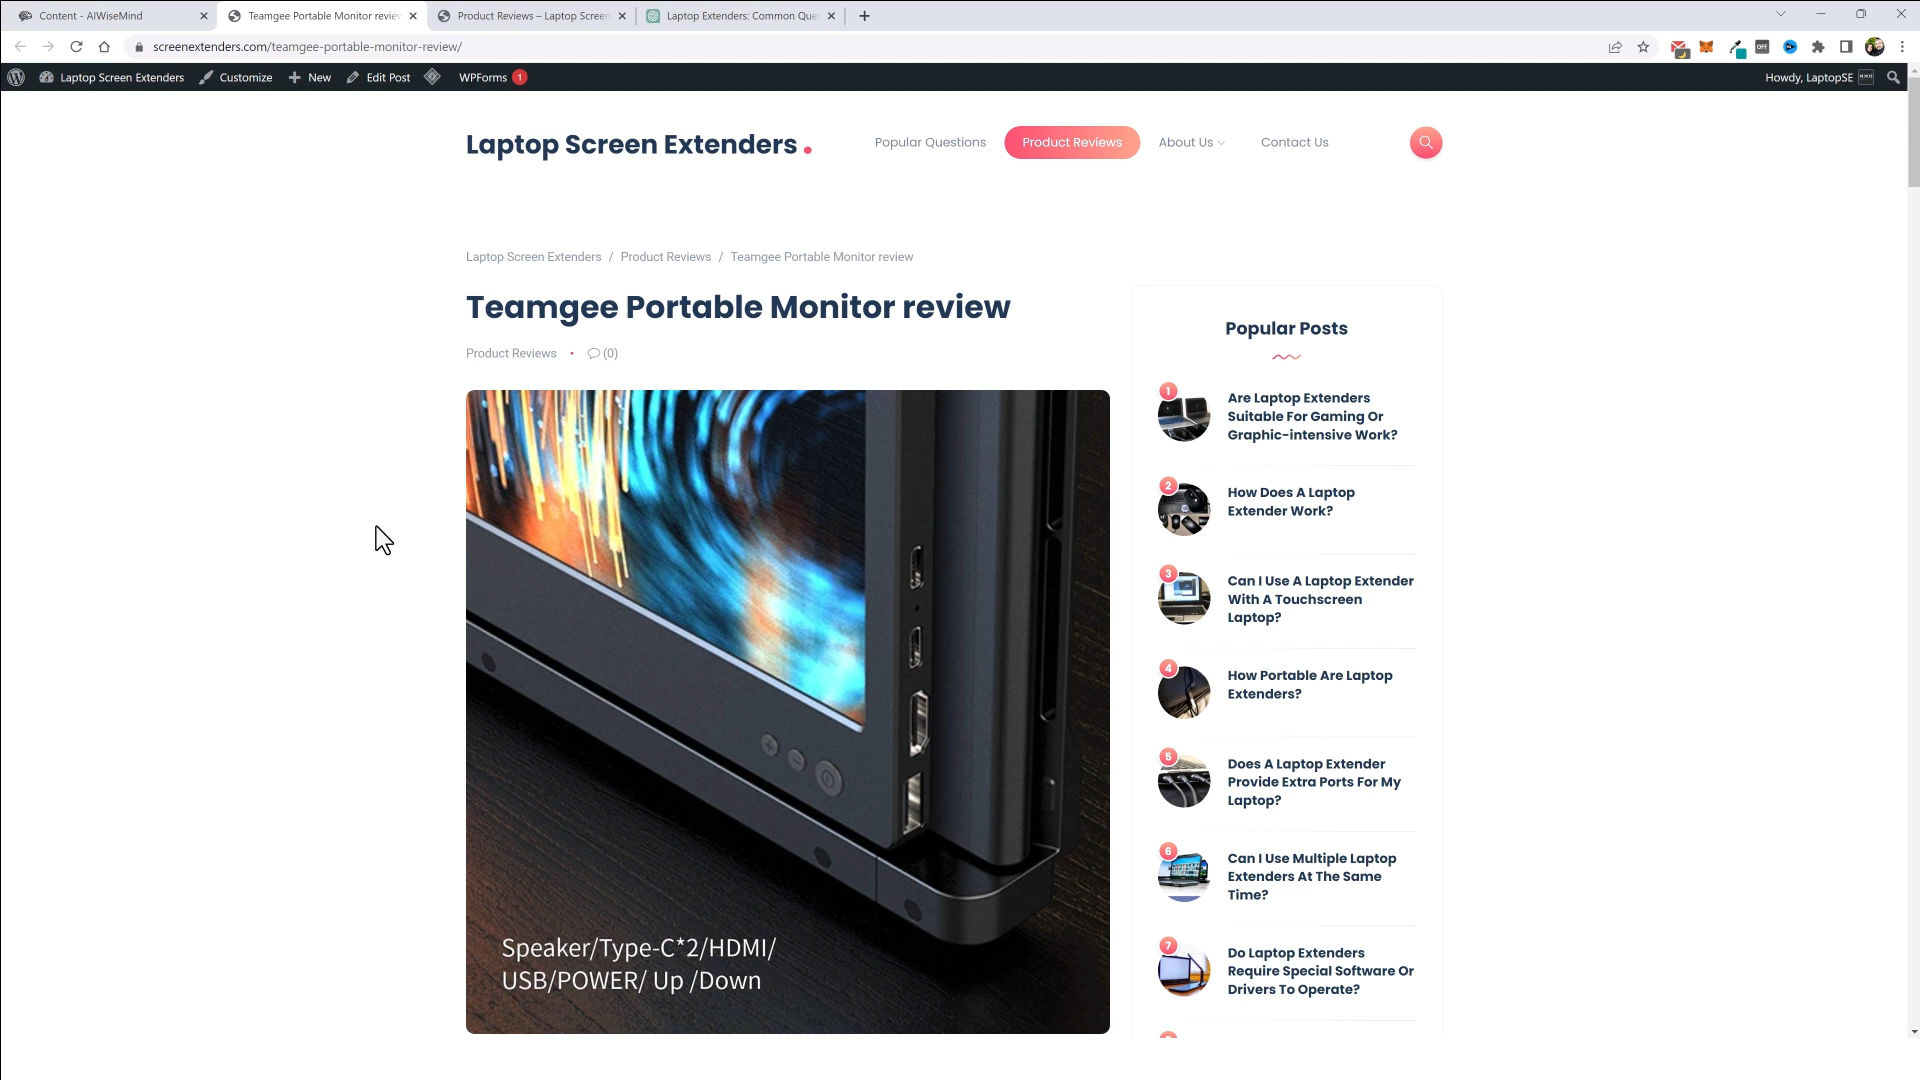 Content - AIWiseMind
Teamgee Portable Monitor review
Product Reviews – Laptop Screen
Laptop Extenders: Common Que
screenextenders.com/teamgee-portable-monitor-review/
OFF
Laptop Screen Extenders
Customize
New
Edit Post
WPForms 1
Howdy, LaptopSE
Laptop Screen Extenders.
Popular Questions
Product Reviews
About Us
Contact Us
Laptop Screen Extenders / Product Reviews / Teamgee Portable Monitor review
Teamgee Portable Monitor review
Product Reviews • (0)
Speaker/Type-C*2/HDMI/
USB/POWER/ Up /Down
Popular Posts
1
Are Laptop Extenders
Suitable For Gaming Or
Graphic-intensive Work?
2
How Does A Laptop
Extender Work?
3
Can I Use A Laptop Extender
With A Touchscreen
Laptop?
4
How Portable Are Laptop
Extenders?
5
Does A Laptop Extender
Provide Extra Ports For My
Laptop?
6
Can I Use Multiple Laptop
Extenders At The Same
Time?
7
Do Laptop Extenders
Require Special Software Or
Drivers To Operate?